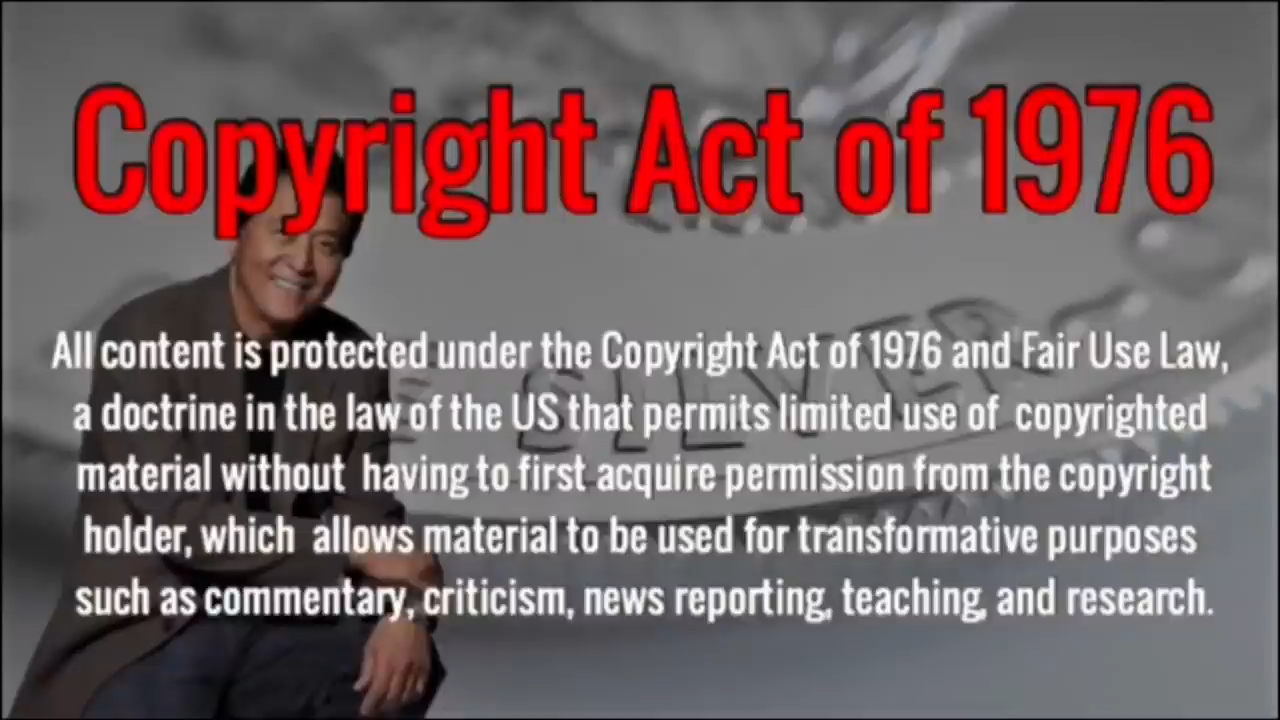 Copyright Act of 1976
All content is protected under the Copyright Act of 1976 and Fair Use Law,
a doctrine in the law of the US that permits limited use of copyrighted
material without having to first acquire permission from the copyright
holder, which allows material to be used for transformative purposes
such as commentary, criticism, news reporting, teaching, and research.
SILVER